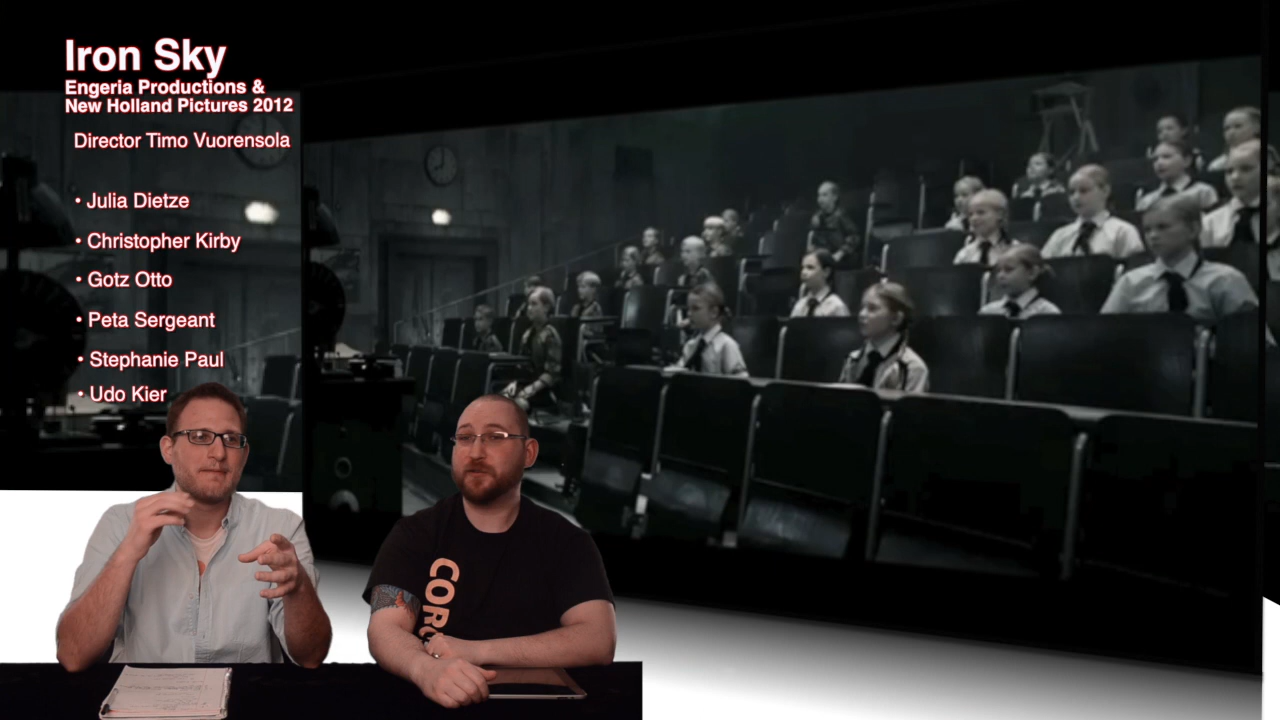 Iron Sky
Engeria Productions &
New Holland Pictures 2012
Director Timo Vuorensola
• Julia Dietze
• Christopher Kirby
• Gotz Otto
• Peta Sergeant
• Stephanie Paul
• Udo Kier